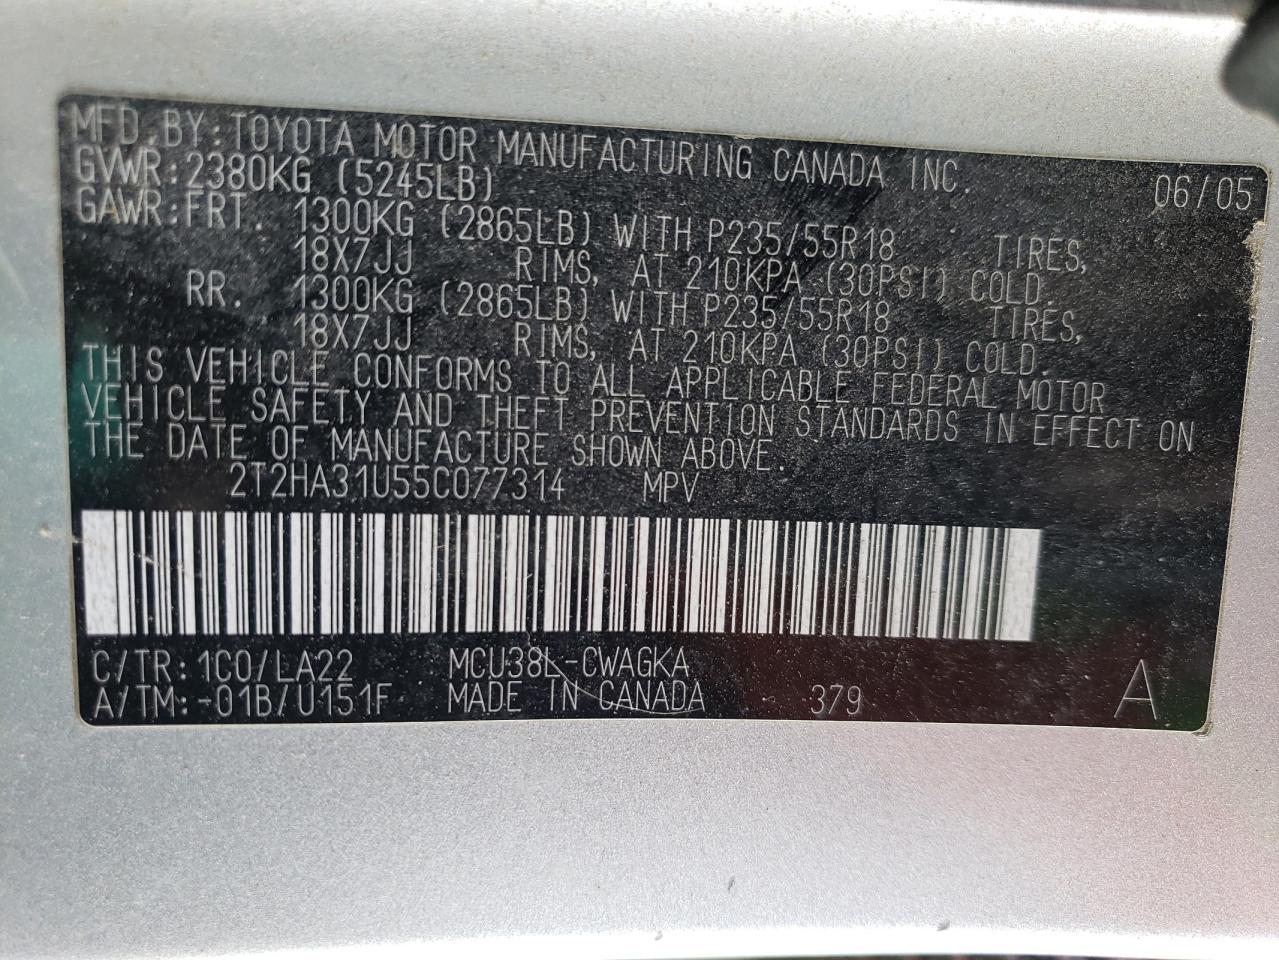 MFD. BY: TOYOTA MOTOR MANUFACTURING CANADA INC. 06/05
GVWR: 2380KG (5245LB)
GAWR: FRT. 1300KG (2865LB) WITH P235/55R18 TIRES,
18X7JJ RIMS, AT 210KPA (30PSI) COLD.
RR. 1300KG (2865LB) WITH P235/55R18 TIRES,
18X7JJ RIMS, AT 210KPA (30PSI) COLD.
THIS VEHICLE CONFORMS TO ALL APPLICABLE FEDERAL MOTOR
VEHICLE SAFETY AND THEFT PREVENTION STANDARDS IN EFFECT ON
THE DATE OF MANUFACTURE SHOWN ABOVE.
2T2HA31U55C077314 MPV
C/TR: 1C0/LA22 MCU38L-CWAGKA
A/TM: -01B/U151F MADE IN CANADA 379 A